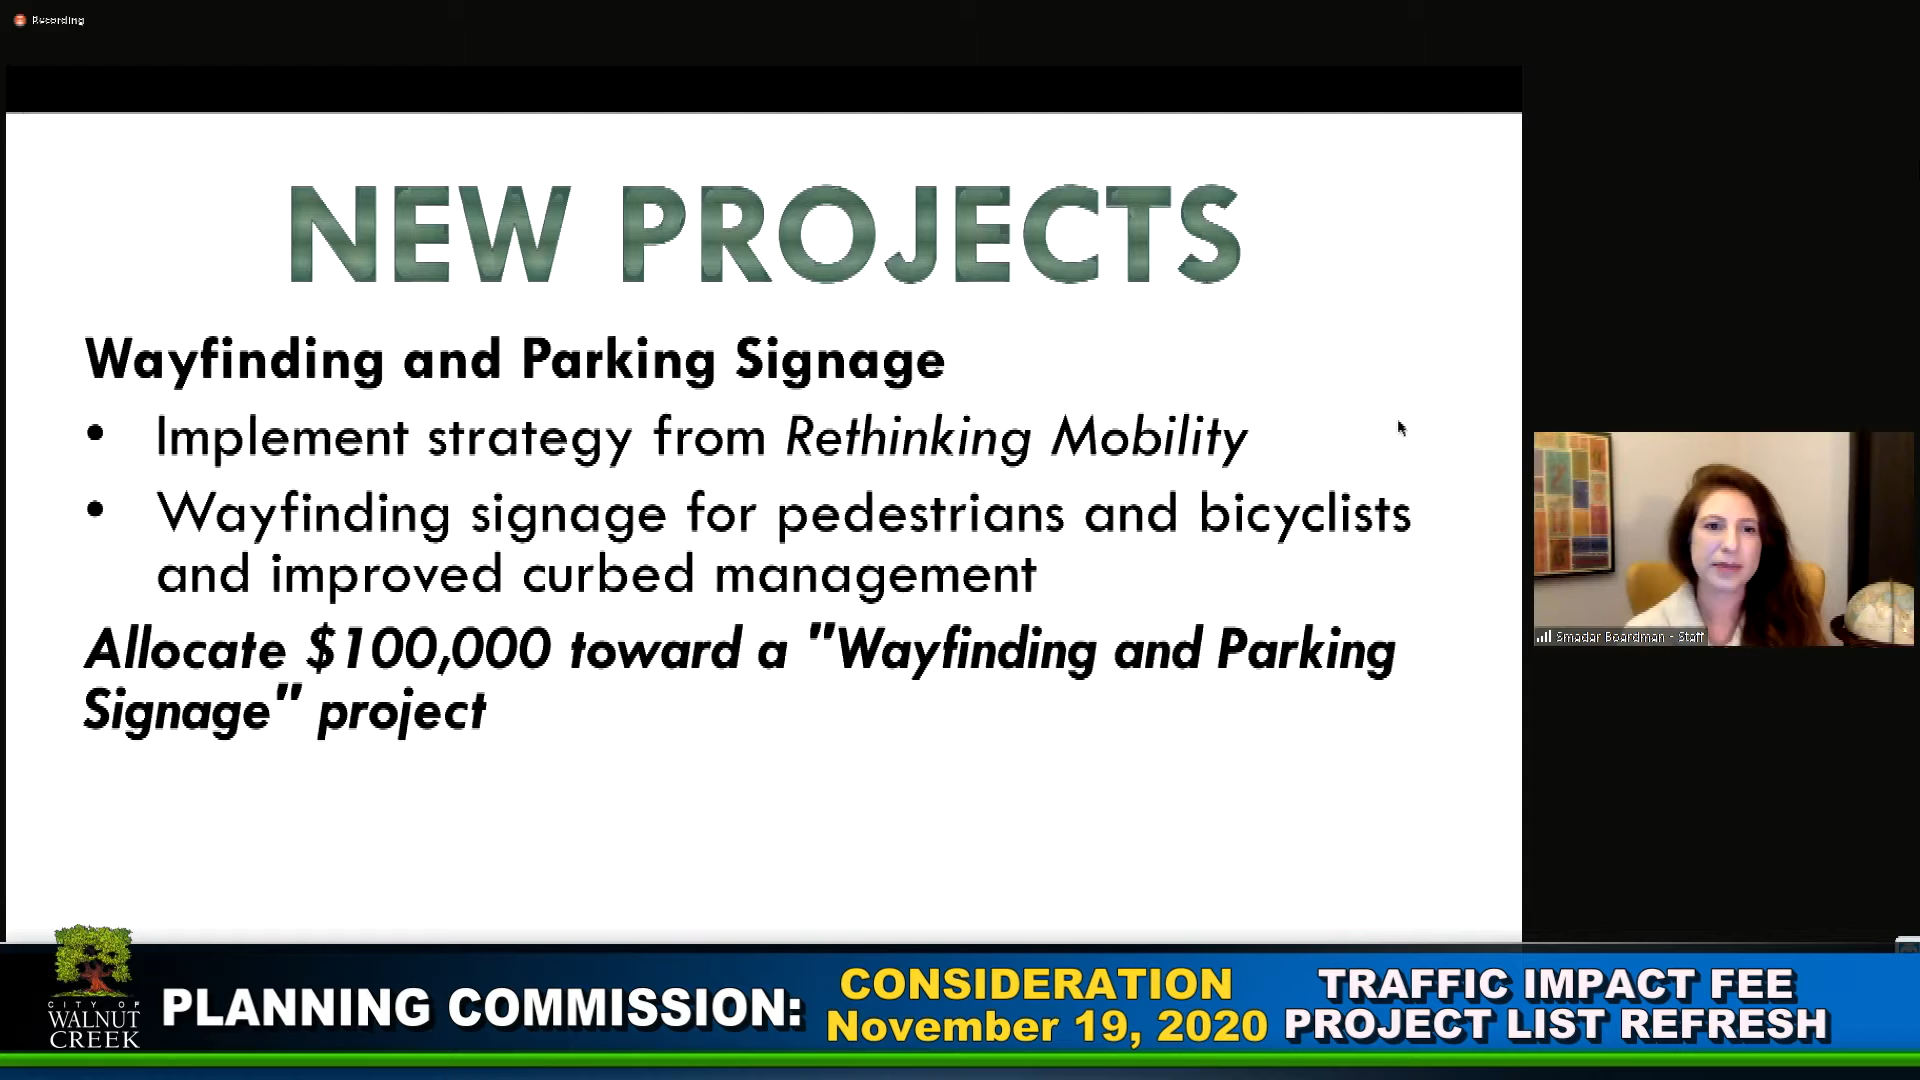 Recording
NEW PROJECTS
Wayfinding and Parking Signage
• Implement strategy from Rethinking Mobility
• Wayfinding signage for pedestrians and bicyclists
and improved curbed management
Allocate $100,000 toward a "Wayfinding and Parking
Signage" project
Smadar Boardman - Staff
CITY OF
WALNUT
CREEK
PLANNING COMMISSION:
CONSIDERATION
November 19, 2020
TRAFFIC IMPACT FEE
PROJECT LIST REFRESH